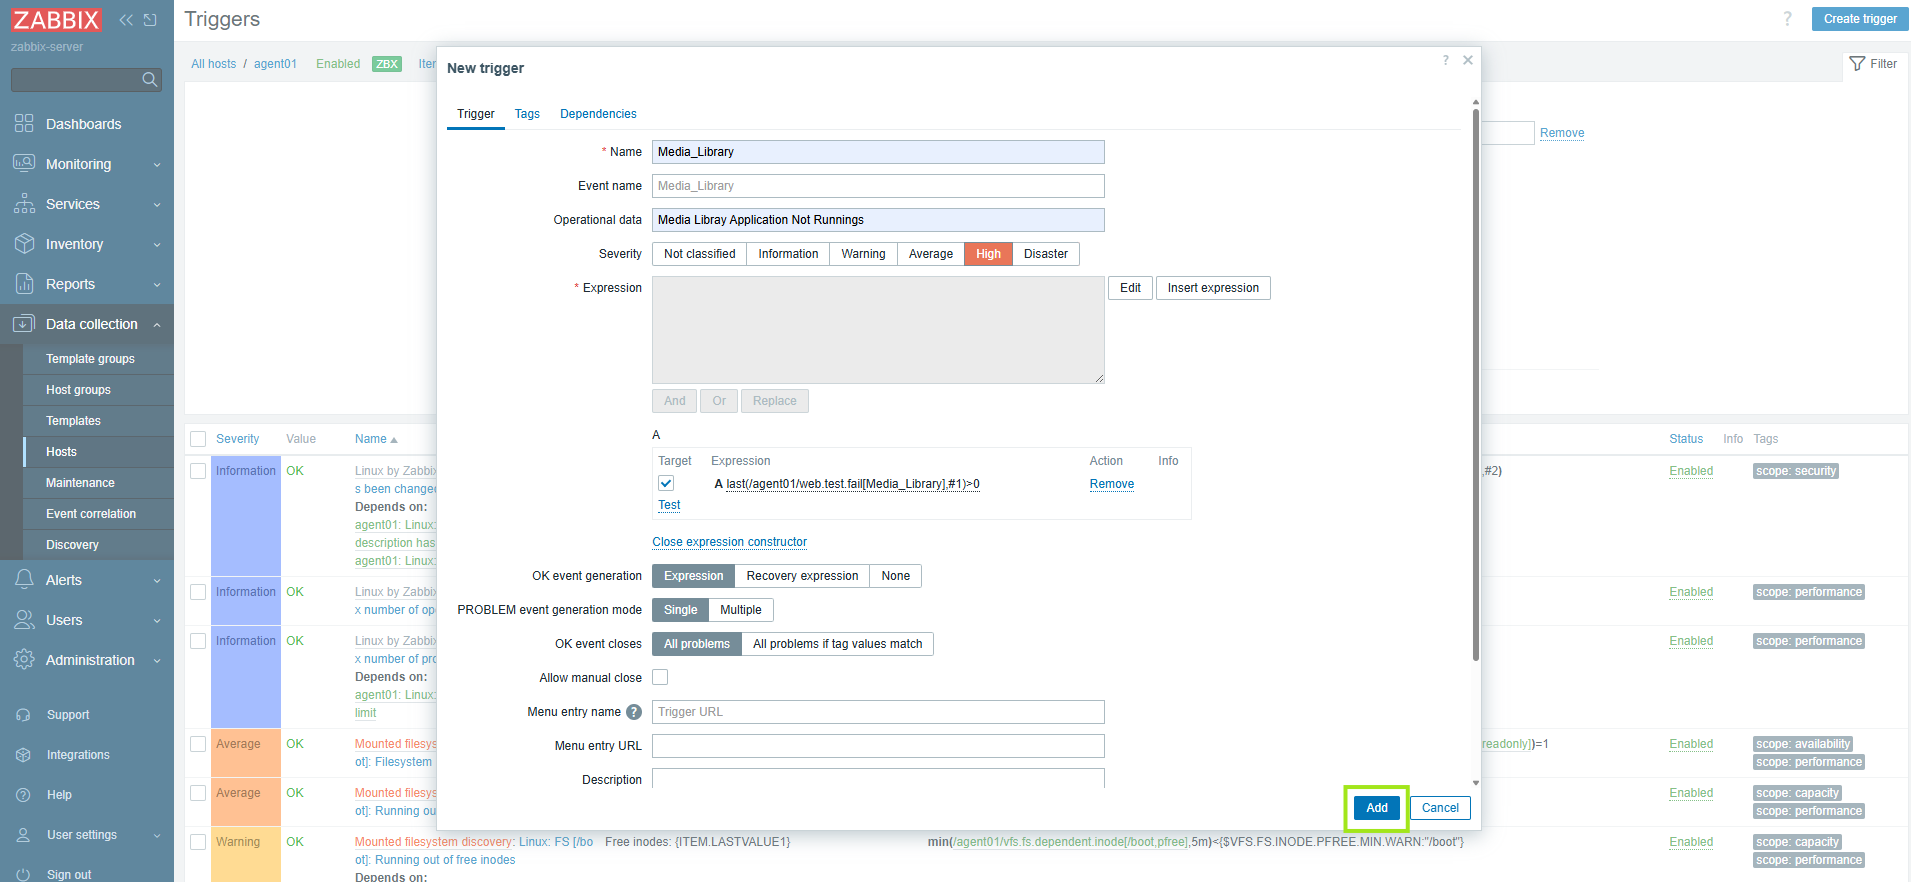 ZABBIX
zabbix-server
Dashboards
Monitoring
Services
Inventory
Reports
Data collection
Template groups
Host groups
Templates
Hosts
Maintenance
Event correlation
Discovery
Alerts
Users
Administration
Support
Integrations
Help
User settings
Sign out
Triggers
? Create trigger
All hosts / agent01 Enabled ZBX
Filter
Remove
New trigger
?
Trigger Tags Dependencies
* Name Media_Library
Event name Media_Library
Operational data Media Libray Application Not Runnings
Severity Not classified Information Warning Average High Disaster
* Expression Edit Insert expression
And Or Replace
A
Target Expression Action Info
A last(/agent01/web.test.fail[Media_Library],#1)>0 Remove
Test
Close expression constructor
OK event generation Expression Recovery expression None
PROBLEM event generation mode Single Multiple
OK event closes All problems All problems if tag values match
Allow manual close
Menu entry name ? Trigger URL
Menu entry URL
Description
Add Cancel
Severity Value Name Status Info Tags
Information OK Linux by Zabbix ,#2) Enabled scope: security
s been changed
Depends on:
agent01: Linux:
description has
agent01: Linux:
Information OK Linux by Zabbix Enabled scope: performance
x number of
Information OK Linux by Zabbix Enabled scope: performance
x number of
Depends on:
agent01: Linux:
limit
Average OK Mounted readonly])=1 Enabled scope: availability
ot]: Filesystem scope: performance
Average OK Mounted Enabled scope: capacity
ot]: Running scope: performance
Warning OK Mounted filesystem discovery: Linux: FS [/bo Free inodes: {ITEM.LASTVALUE1} min(/agent01/vfs.fs.dependent.inode[/boot,pfree],5m)<{$VFS.FS.INODE.PFREE.MIN.WARN:"/boot"} Enabled scope: capacity
ot]: Running out of free inodes scope: performance
Depends on: